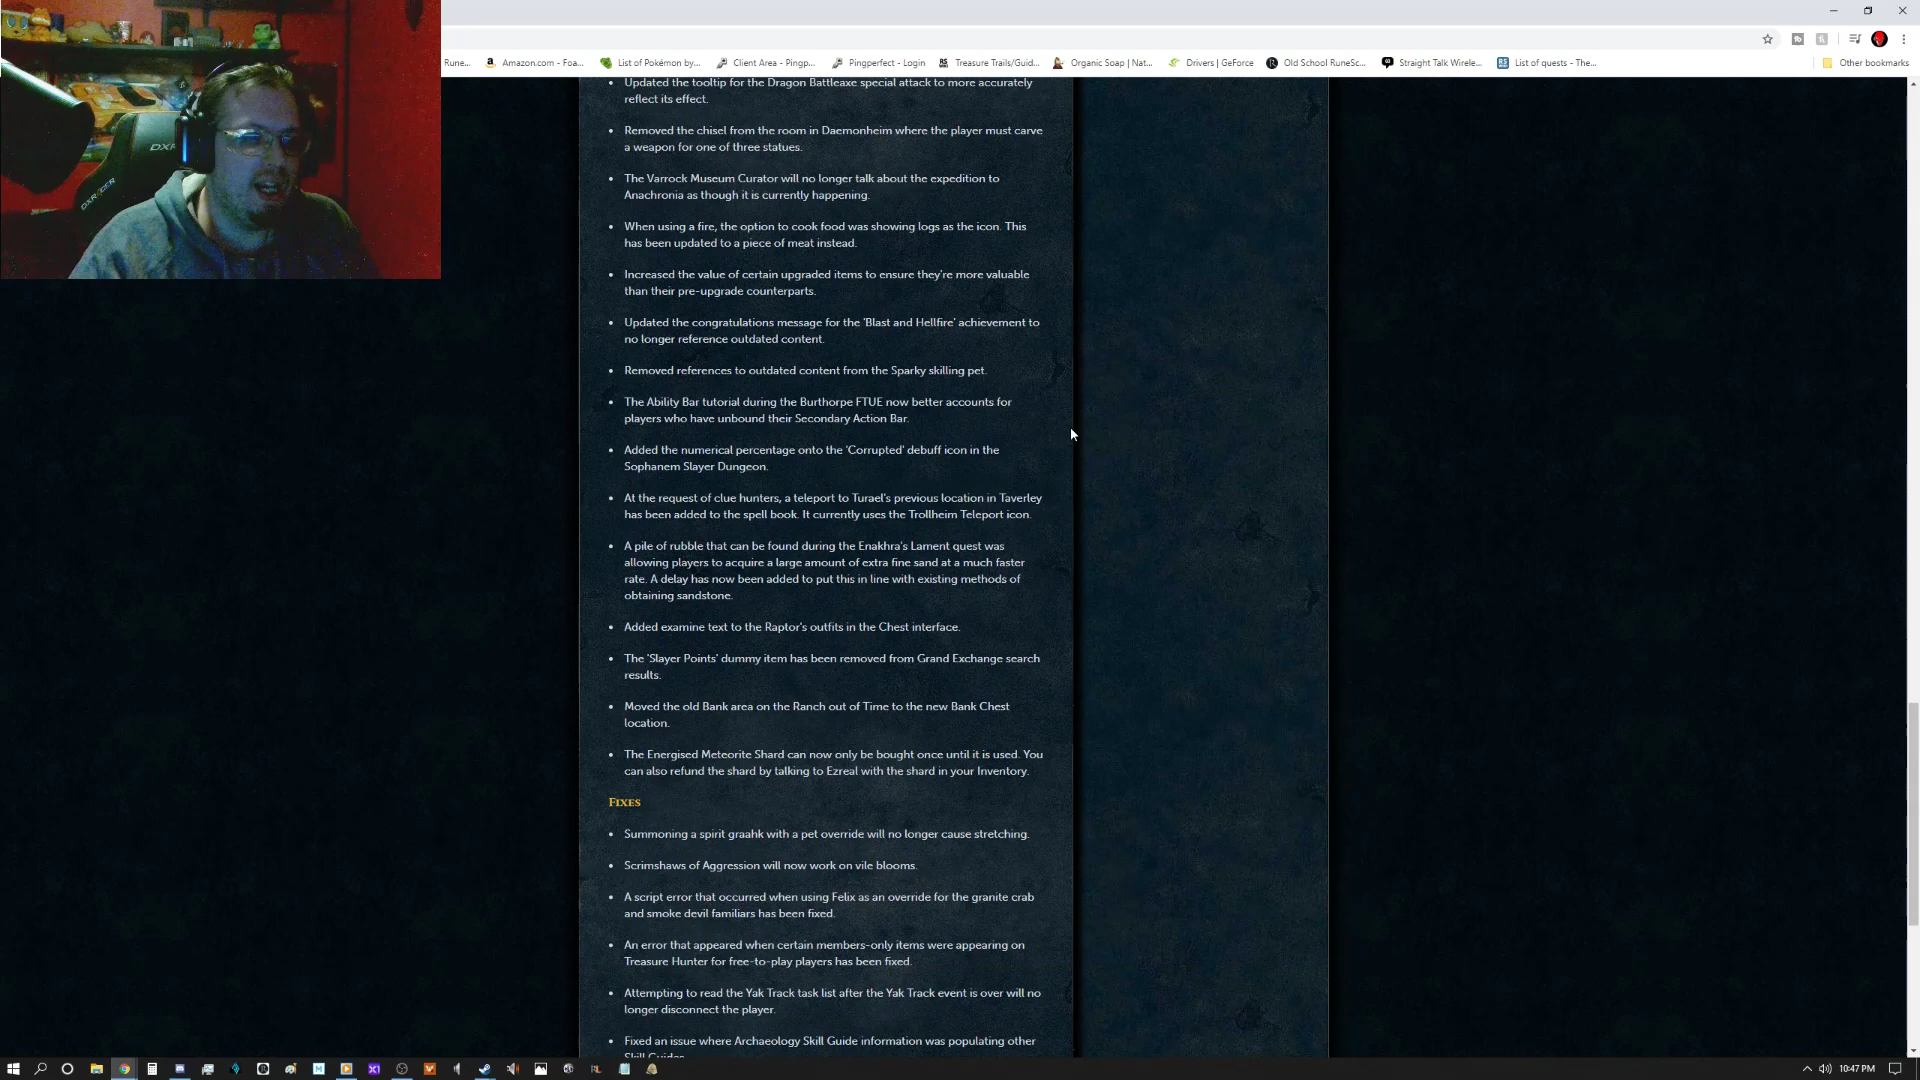 Rune...
Amazon.com - Foa...
List of Pokémon by...
Client Area - Pingp...
Pingperfect - Login
Treasure Trails/Guid...
Organic Soap | Nat...
Drivers | GeForce
Old School RuneSc...
Straight Talk Wirele...
List of quests - The...
Other bookmarks
Updated the tooltip for the Dragon Battleaxe special attack to more accurately
reflect its effect.
Removed the chisel from the room in Daemonheim where the player must carve
a weapon for one of three statues.
The Varrock Museum Curator will no longer talk about the expedition to
Anachronia as though it is currently happening.
When using a fire, the option to cook food was showing logs as the icon. This
has been updated to a piece of meat instead.
Increased the value of certain upgraded items to ensure they're more valuable
than their pre-upgrade counterparts.
Updated the congratulations message for the 'Blast and Hellfire' achievement to
no longer reference outdated content.
Removed references to outdated content from the Sparky skilling pet.
The Ability Bar tutorial during the Burthorpe FTUE now better accounts for
players who have unbound their Secondary Action Bar.
Added the numerical percentage onto the 'Corrupted' debuff icon in the
Sophanem Slayer Dungeon.
At the request of clue hunters, a teleport to Turael's previous location in Taverley
has been added to the spell book. It currently uses the Trollheim Teleport icon.
A pile of rubble that can be found during the Enakhra's Lament quest was
allowing players to acquire a large amount of extra fine sand at a much faster
rate. A delay has now been added to put this in line with existing methods of
obtaining sandstone.
Added examine text to the Raptor's outfits in the Chest interface.
The 'Slayer Points' dummy item has been removed from Grand Exchange search
results.
Moved the old Bank area on the Ranch out of Time to the new Bank Chest
location.
The Energised Meteorite Shard can now only be bought once until it is used. You
can also refund the shard by talking to Ezreal with the shard in your Inventory.
FIXES
Summoning a spirit graahk with a pet override will no longer cause stretching.
Scrimshaws of Aggression will now work on vile blooms.
A script error that occurred when using Felix as an override for the granite crab
and smoke devil familiars has been fixed.
An error that appeared when certain members-only items were appearing on
Treasure Hunter for free-to-play players has been fixed.
Attempting to read the Yak Track task list after the Yak Track event is over will no
longer disconnect the player.
Fixed an issue where Archaeology Skill Guide information was populating other
Skill Guides.
10:47 PM